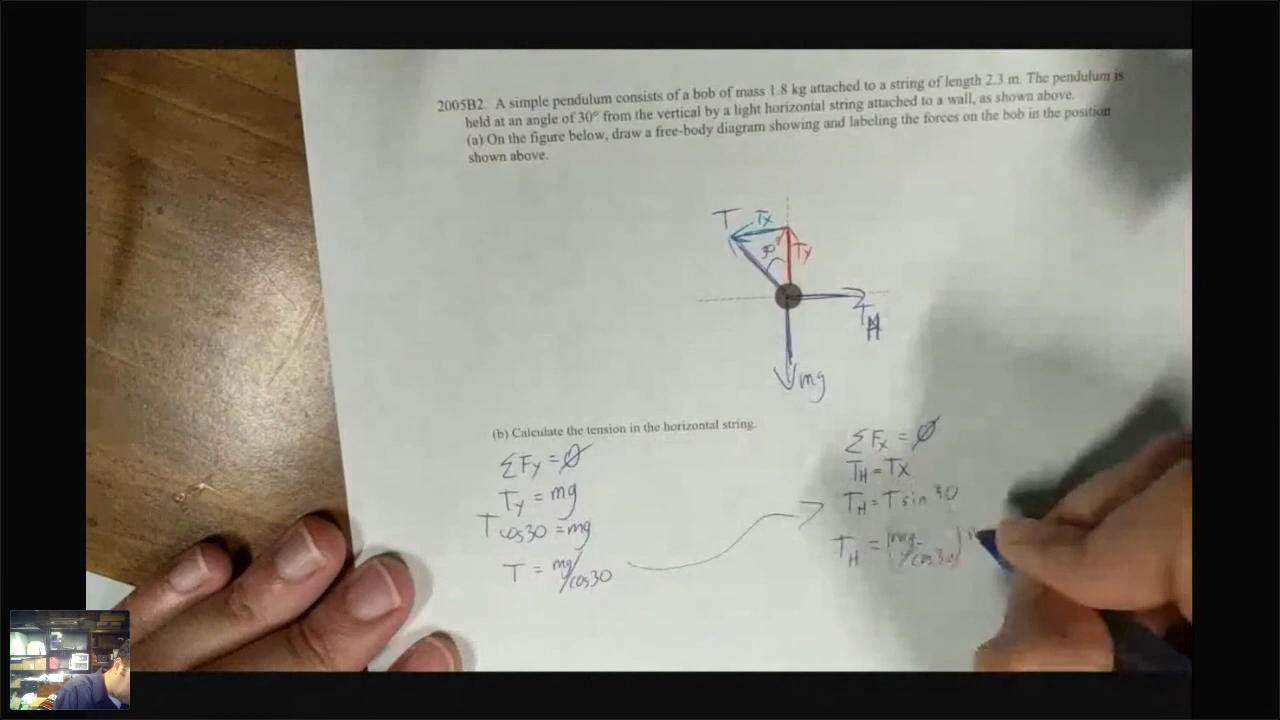 2005B2. A simple pendulum consists of a bob of mass 1.8 kg attached to a string of length 2.3 m. The pendulum is
held at an angle of 30° from the vertical by a light horizontal string attached to a wall, as shown above.
(a) On the figure below, draw a free-body diagram showing and labeling the forces on the bob in the position
shown above.
T
Tx
30°
Ty
TH
mg
(b) Calculate the tension in the horizontal string.
ΣFy = ∅
Ty = mg
T cos30 = mg
T = mg/cos30
ΣFx = ∅
TH = Tx
TH = T sin 30
TH = (mg/cos30)